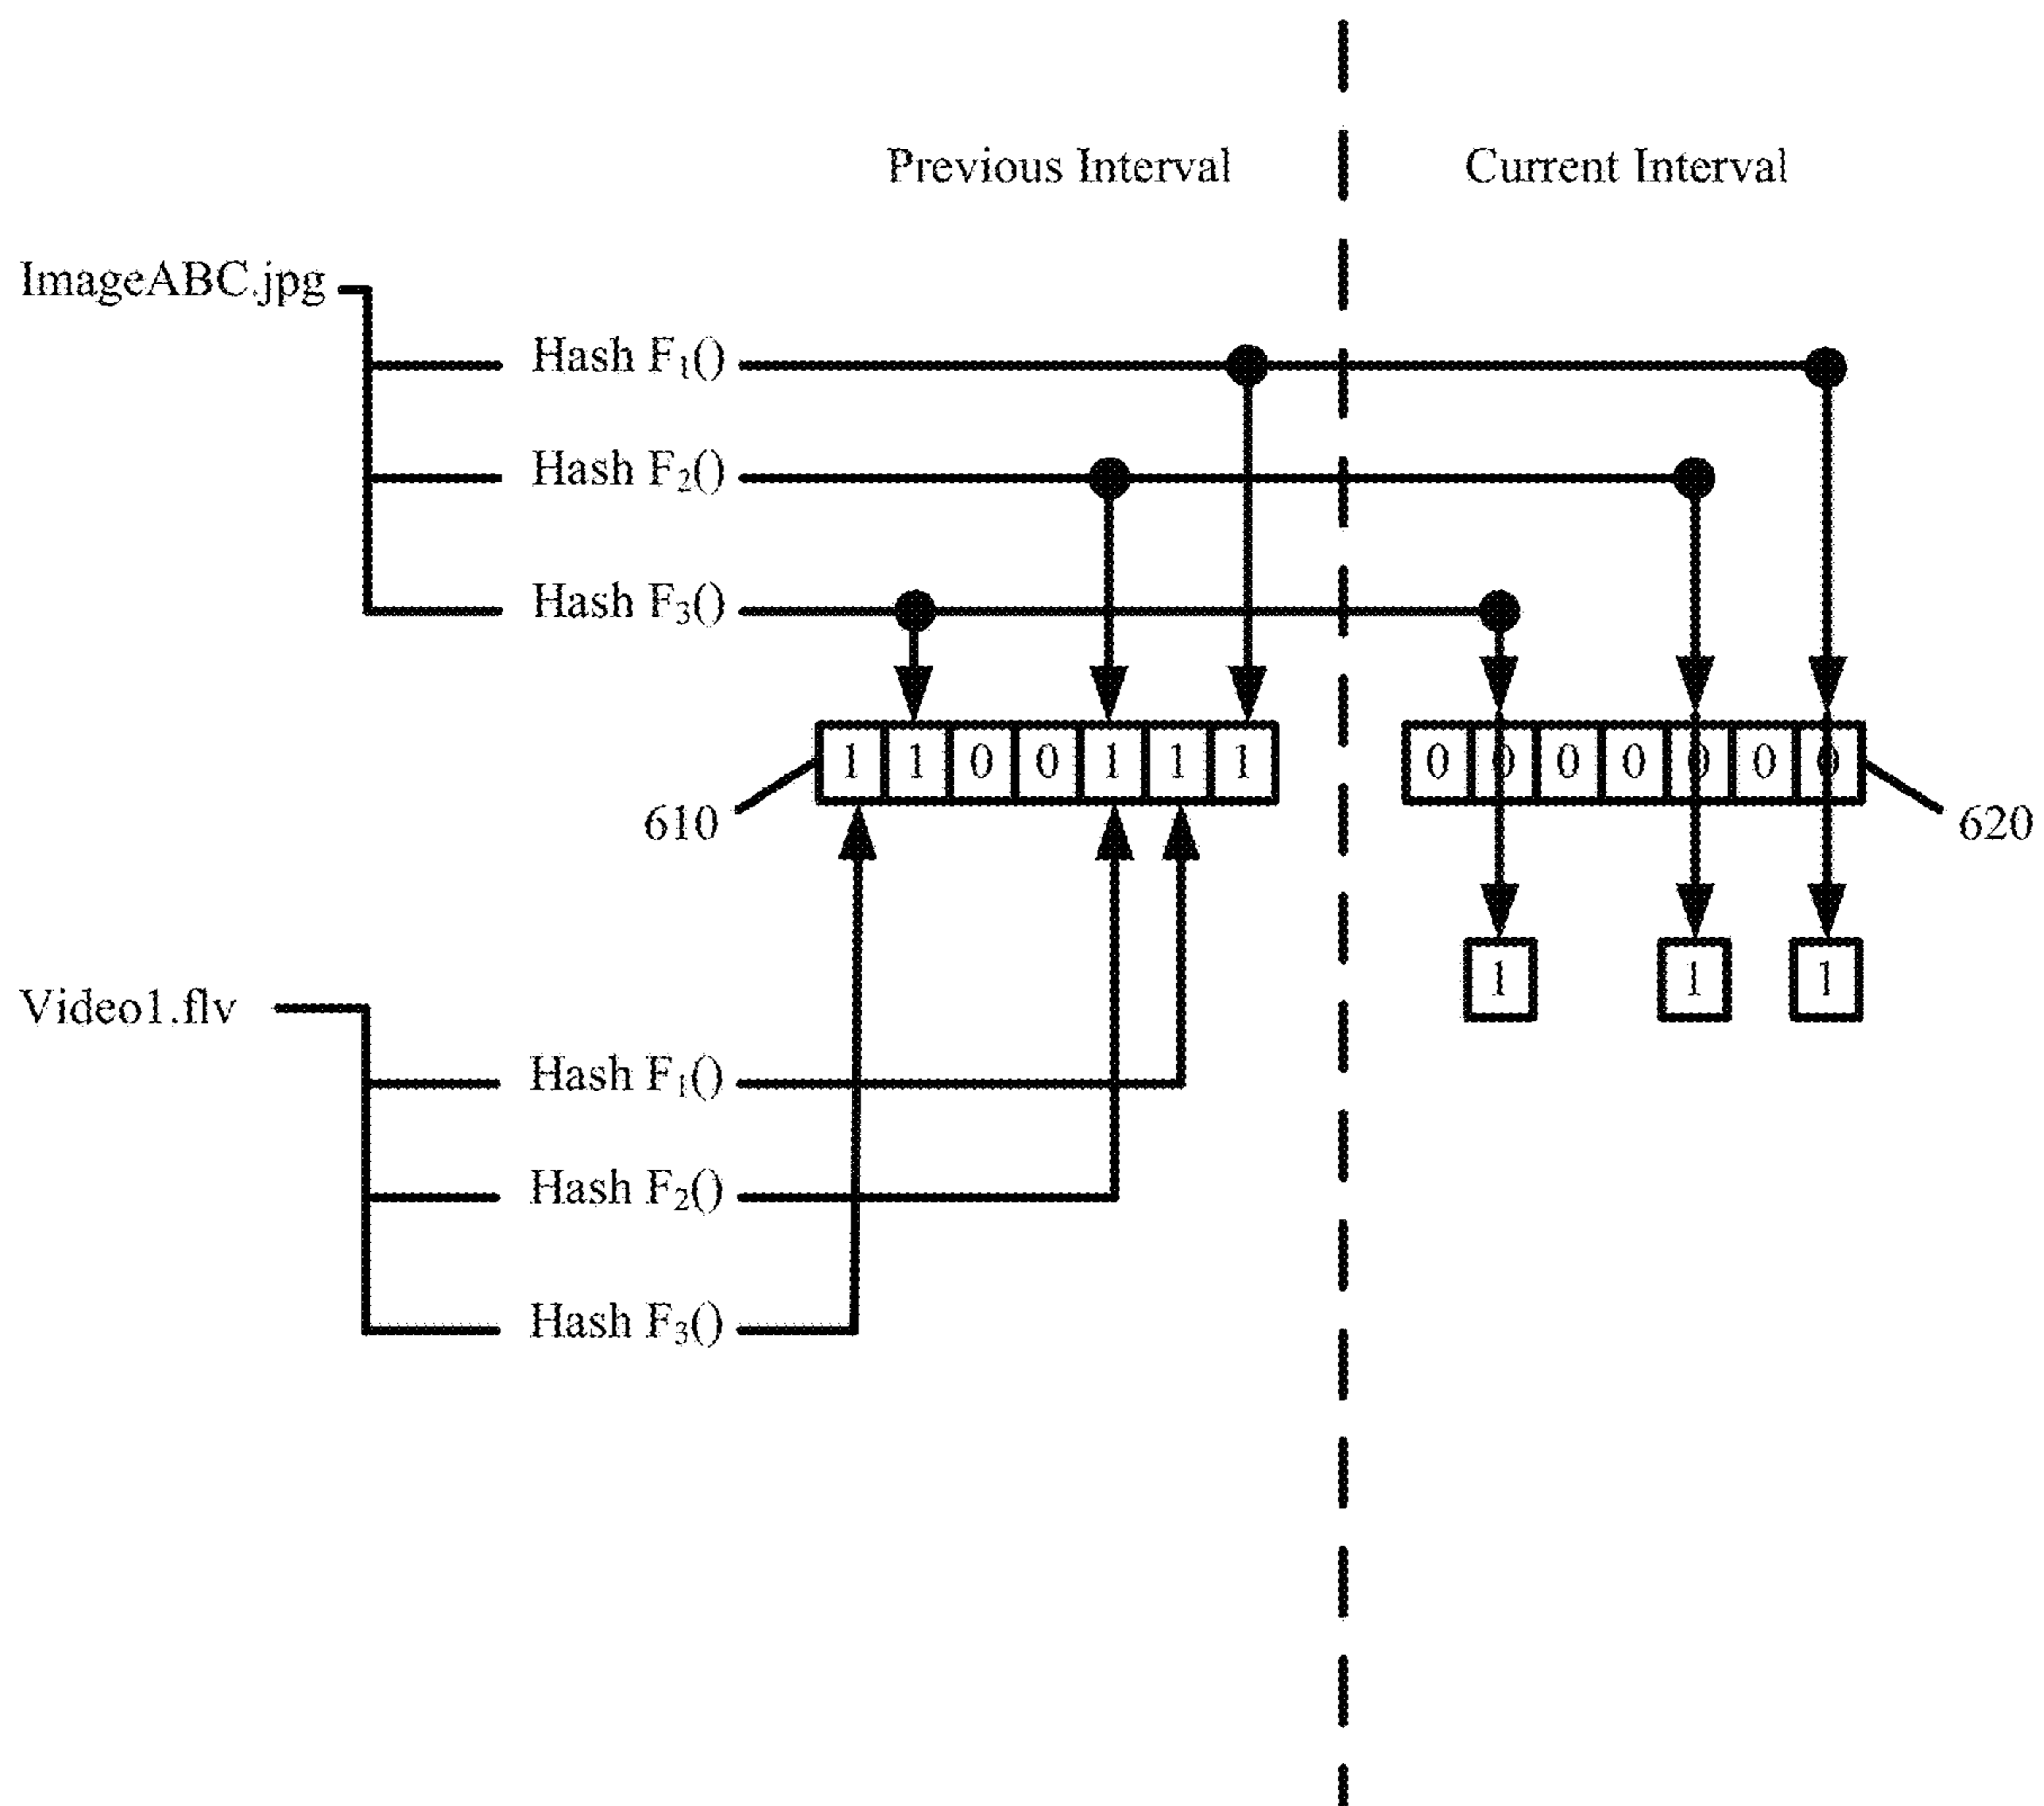 Previous Interval
Current Interval
ImageABC.jpg
Hash F₁()
Hash F₂()
Hash F₃()
1 1 0 0 1 1 1
0 0 0 0 0 0 0
610
620
1 1 1
Video1.flv
Hash F₁()
Hash F₂()
Hash F₃()